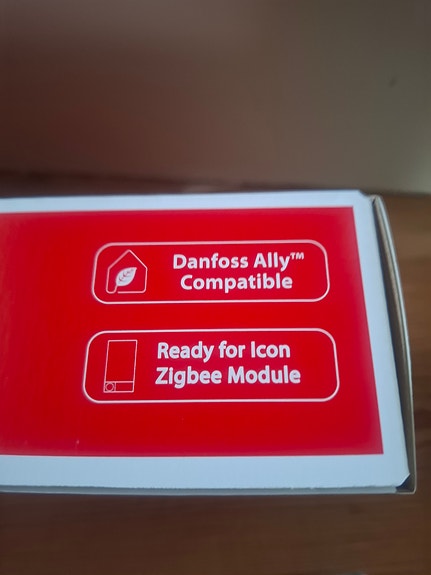 Danfoss Ally™
Compatible
Ready for Icon
Zigbee Module